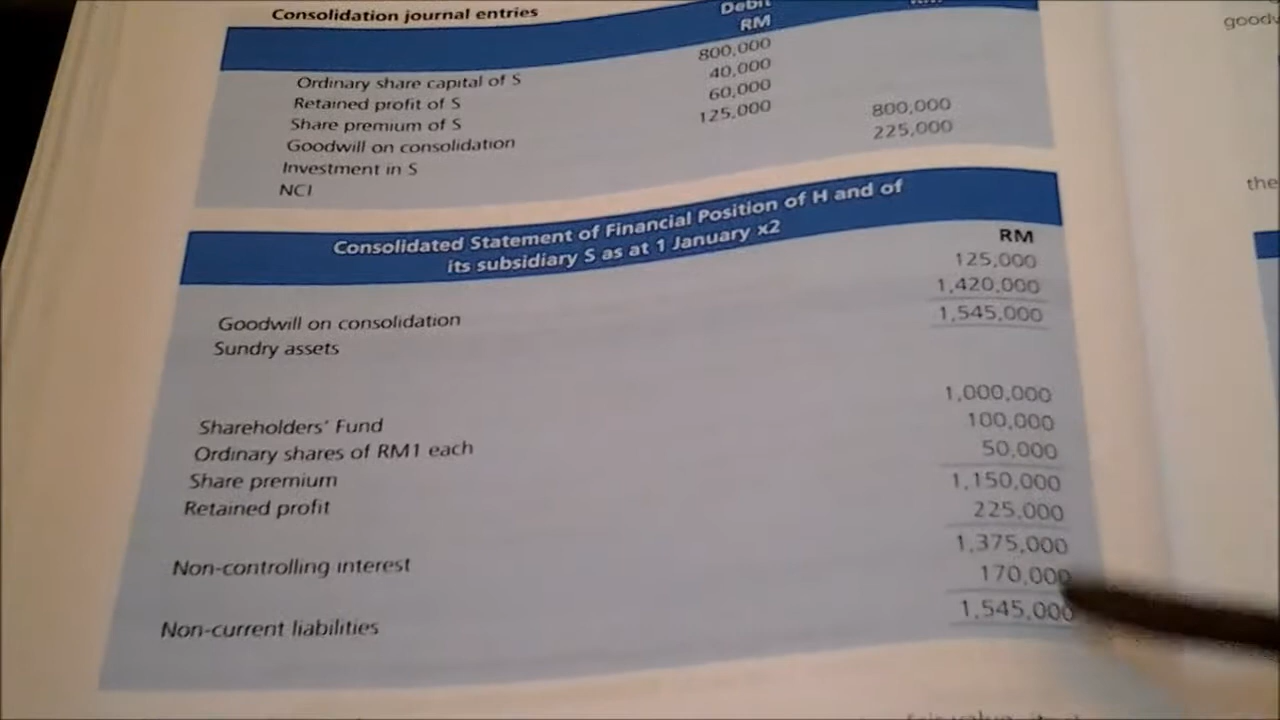 Consolidation journal entries
Debit
RM
Ordinary share capital of S 800,000
Retained profit of S 40,000
Share premium of S 60,000
Goodwill on consolidation 125,000
Investment in S 800,000
NCI 225,000
Consolidated Statement of Financial Position of H and of
its subsidiary S as at 1 January x2
RM
Goodwill on consolidation 125,000
Sundry assets 1,420,000
1,545,000
Shareholders' Fund
Ordinary shares of RM1 each 1,000,000
Share premium 100,000
Retained profit 50,000
1,150,000
Non-controlling interest 225,000
1,375,000
Non-current liabilities 170,000
1,545,000
the